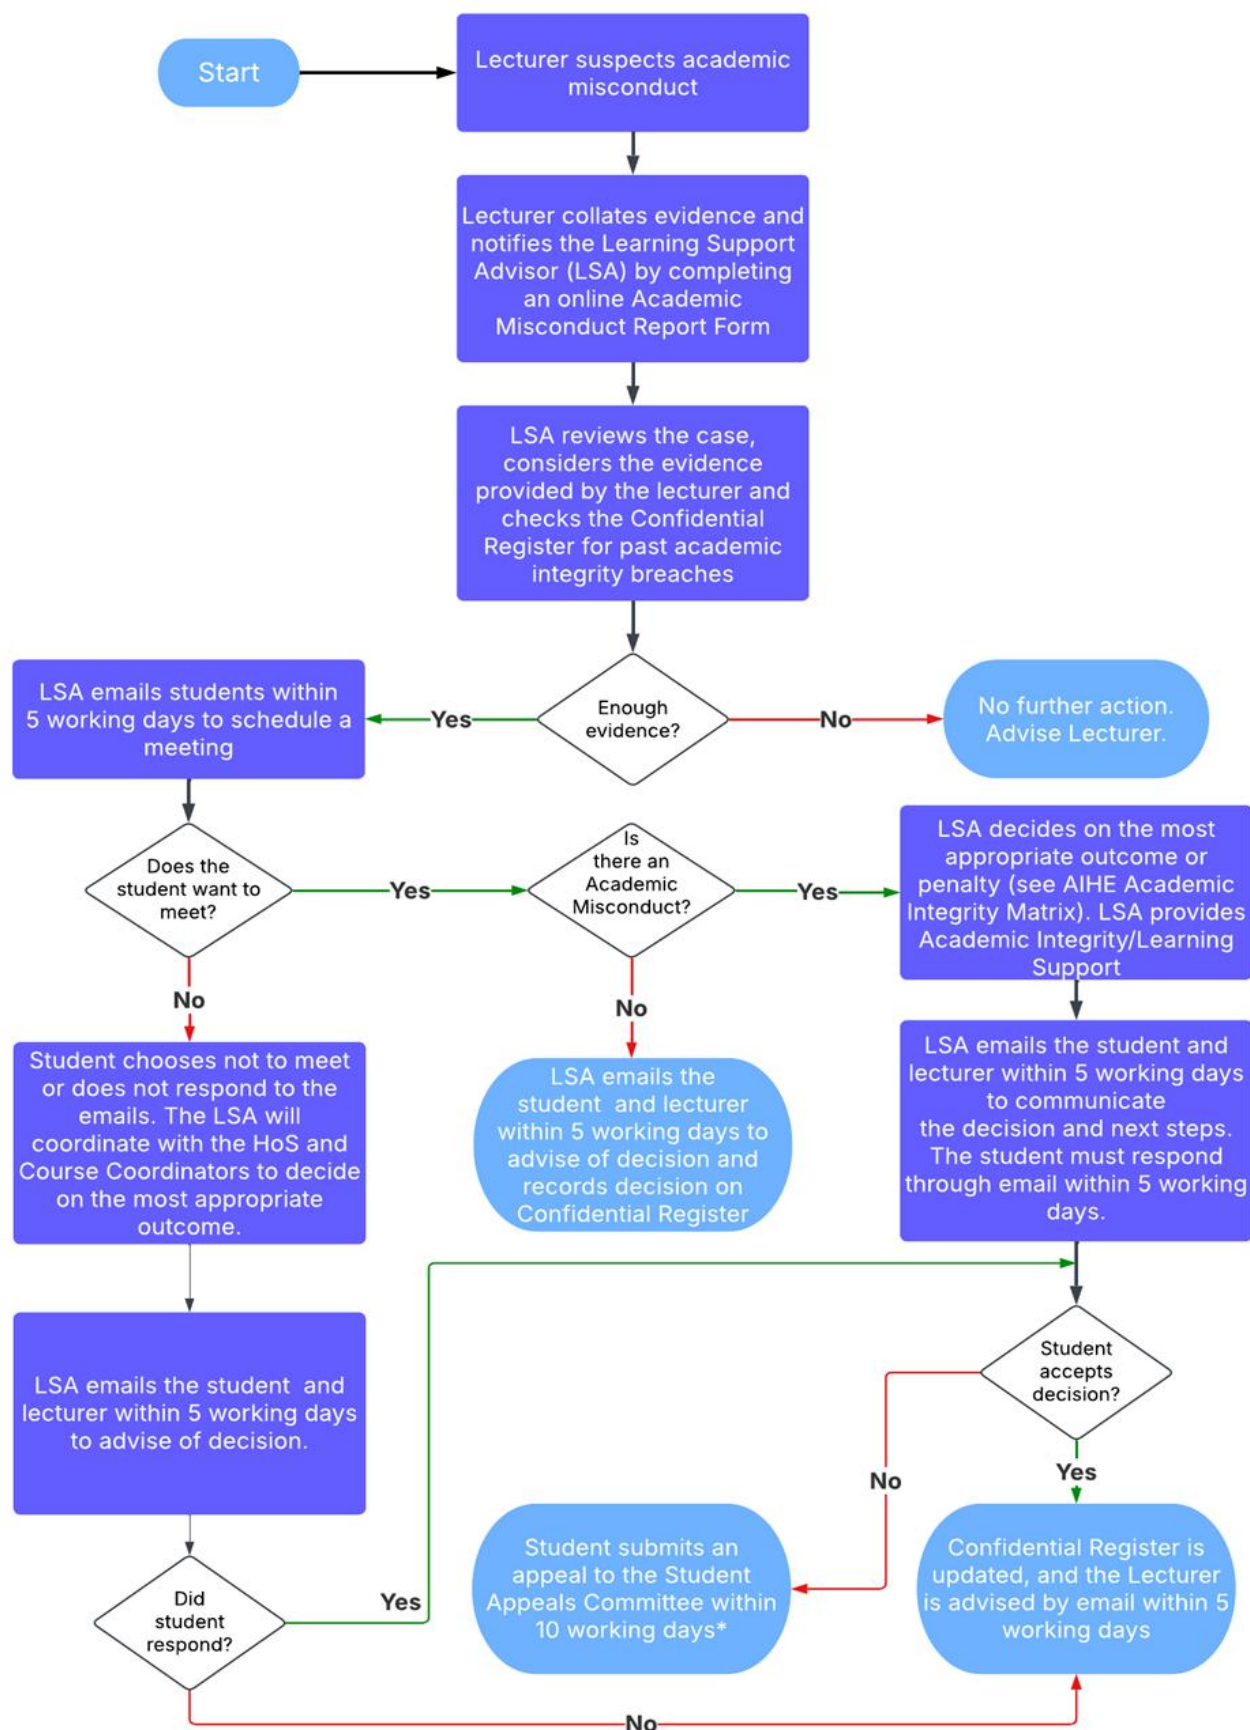 Start
Lecturer suspects academic
misconduct
Lecturer collates evidence and
notifies the Learning Support
Advisor (LSA) by completing
an online Academic
Misconduct Report Form
LSA reviews the case,
considers the evidence
provided by the lecturer and
checks the Confidential
Register for past academic
integrity breaches
LSA emails students within
5 working days to schedule a
meeting
Yes
Enough
evidence?
No
No further action.
Advise Lecturer.
Does the
student want to
meet?
Yes
Is
there an
Academic
Misconduct?
Yes
LSA decides on the most
appropriate outcome or
penalty (see AIHE Academic
Integrity Matrix). LSA provides
Academic Integrity/Learning
Support
No
No
Student chooses not to meet
or does not respond to the
emails. The LSA will
coordinate with the HoS and
Course Coordinators to decide
on the most appropriate
outcome.
LSA emails the
student and lecturer
within 5 working days to
advise of decision and
records decision on
Confidential Register
LSA emails the student and
lecturer within 5 working days
to communicate
the decision and next steps.
The student must respond
through email within 5 working
days.
LSA emails the student and
lecturer within 5 working days
to advise of decision.
Student
accepts
decision?
No
Yes
Did
student
respond?
Yes
Student submits an
appeal to the Student
Appeals Committee within
10 working days*
Confidential Register is
updated, and the Lecturer
is advised by email within 5
working days
No